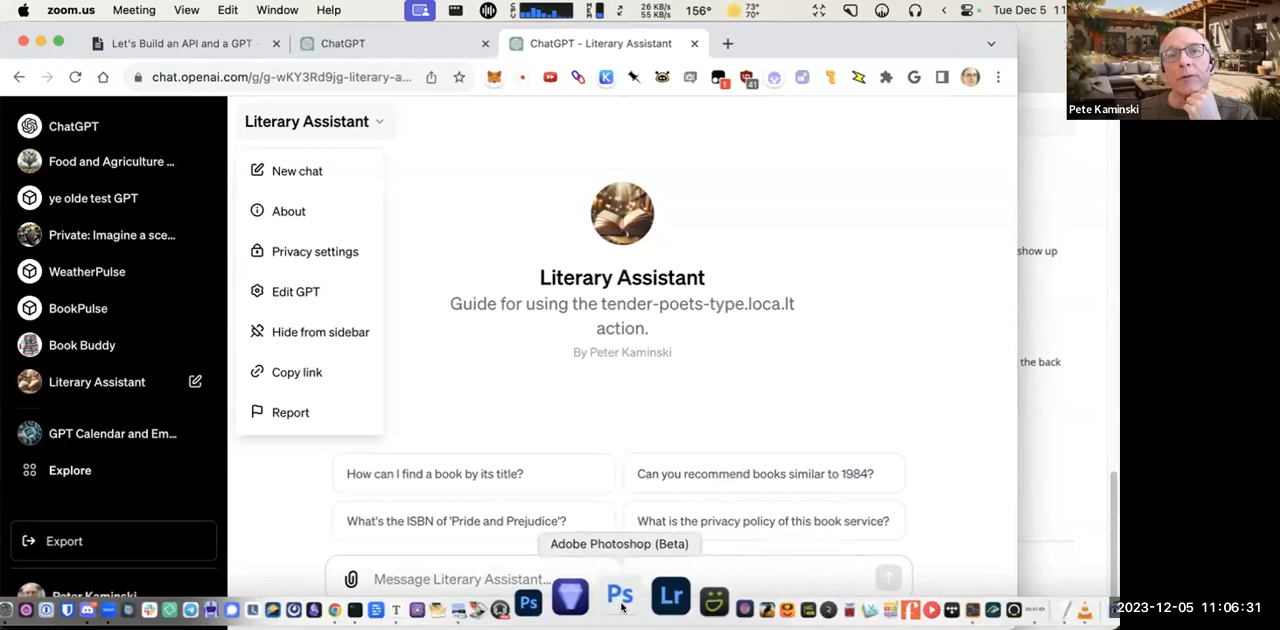 zoom.us Meeting View Edit Window Help
26 KB/s
55 KB/s
156°
73°
70°
Tue Dec 5 11
Let's Build an API and a GPT
ChatGPT
ChatGPT - Literary Assistant
chat.openai.com/g/g-wKY3Rd9jg-literary-a...
1
41
Pete Kaminski
ChatGPT
Food and Agriculture ...
ye olde test GPT
Private: Imagine a sce...
WeatherPulse
BookPulse
Book Buddy
Literary Assistant
GPT Calendar and Em...
Explore
Export
Peter Kaminski
Literary Assistant
New chat
About
Privacy settings
Edit GPT
Hide from sidebar
Copy link
Report
Literary Assistant
Guide for using the tender-poets-type.loca.lt
action.
By Peter Kaminski
show up
the back
How can I find a book by its title?
Can you recommend books similar to 1984?
What's the ISBN of 'Pride and Prejudice'?
What is the privacy policy of this book service?
Adobe Photoshop (Beta)
Message Literary Assistant...
Ps
Ps
Lr
2023-12-05 11:06:31